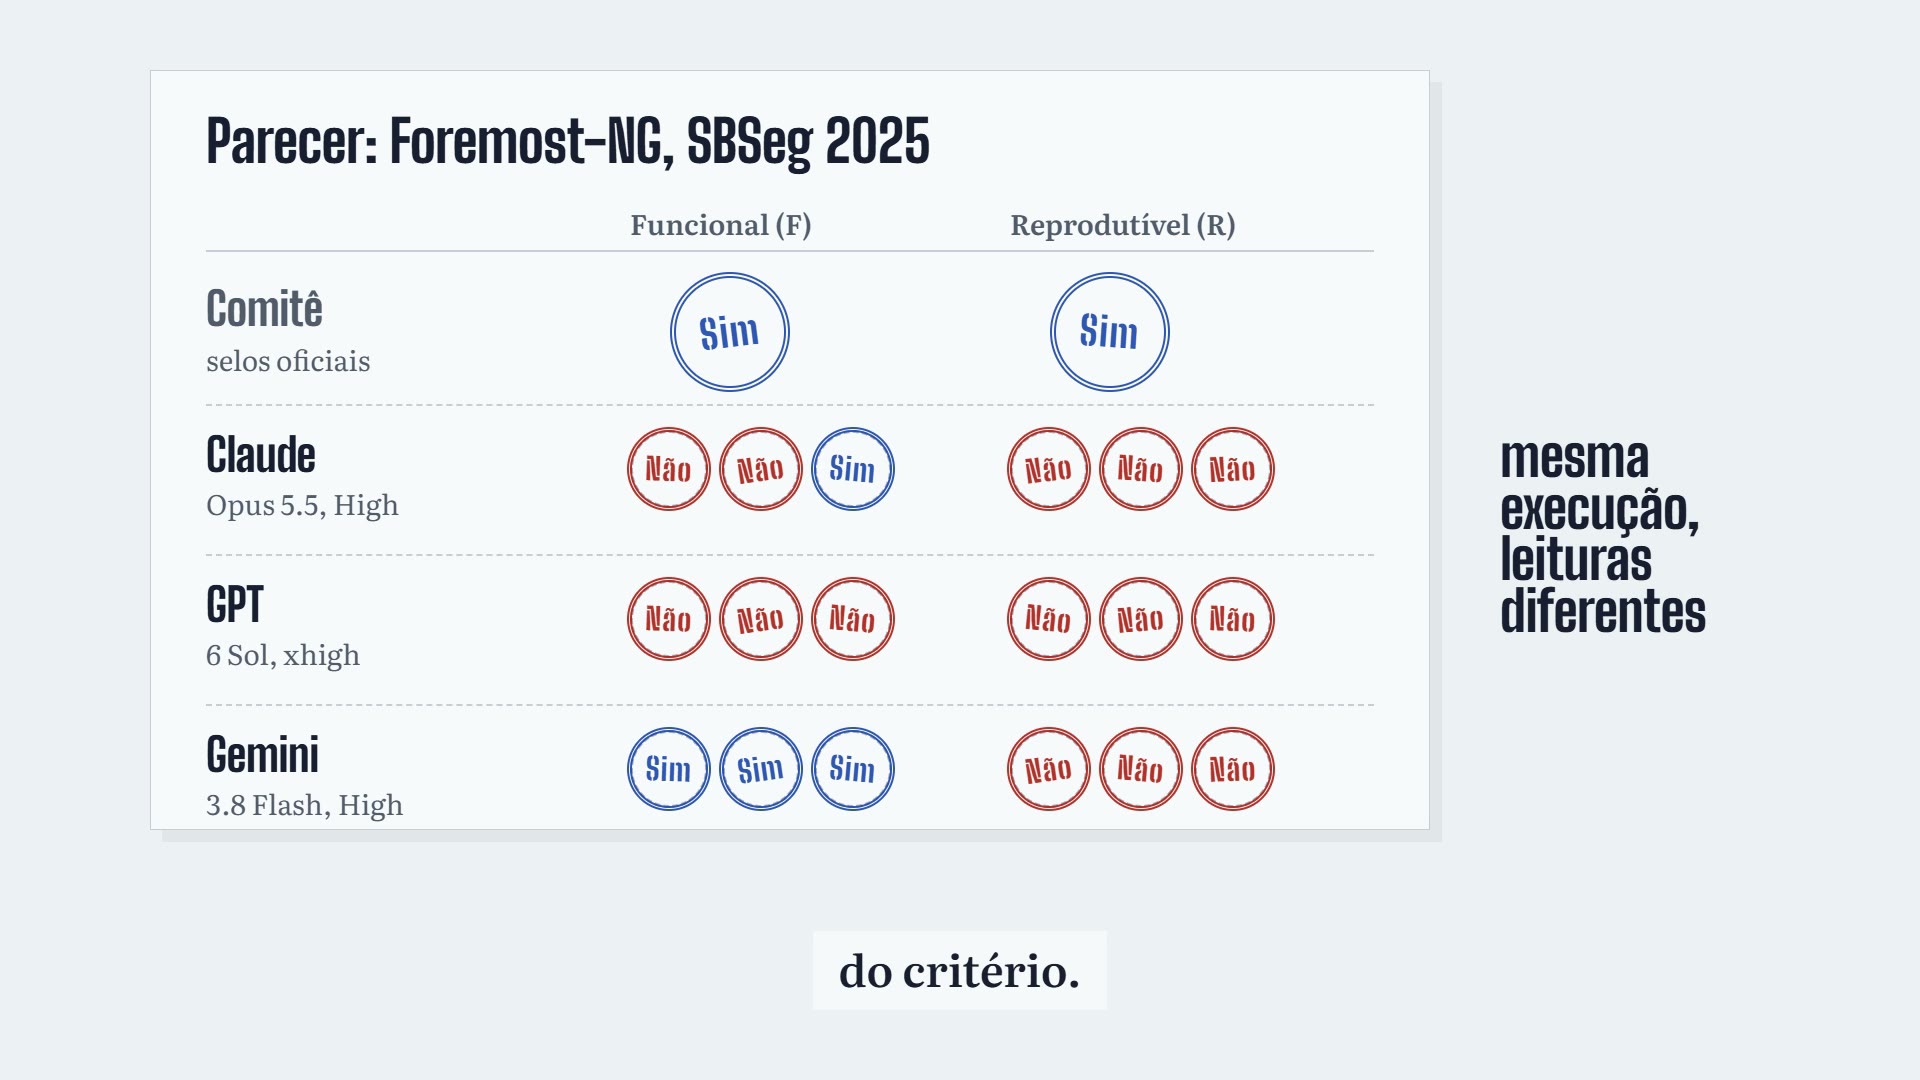 Parecer: Foremost-NG, SBSeg 2025
Funcional (F) Reprodutível (R)
Comitê
selos oficiais
Sim Sim
Claude
Opus 5.5, High
Não Não Sim Não Não Não
GPT
6 Sol, xhigh
Não Não Não Não Não Não
Gemini
3.8 Flash, High
Sim Sim Sim Não Não Não
mesma
execução,
leituras
diferentes
do critério.